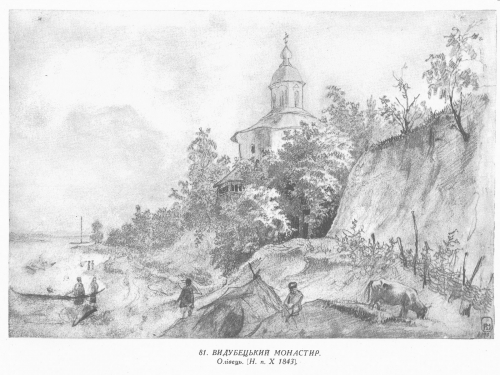 81. ВИДУБЕЦЬКИЙ МОНАСТИР.
Олівець. [Н. п. X 1843].